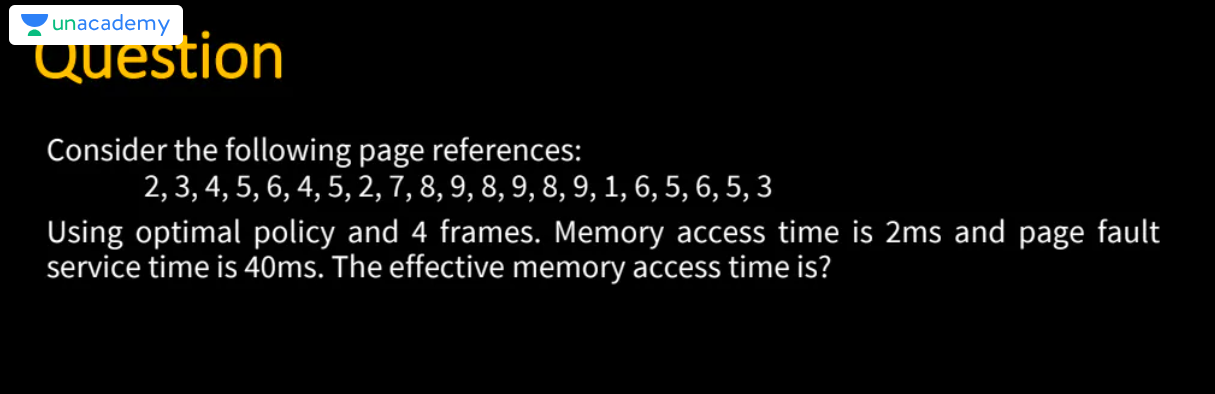 unacademy
Question
Consider the following page references:
2, 3, 4, 5, 6, 4, 5, 2, 7, 8, 9, 8, 9, 8, 9, 1, 6, 5, 6, 5, 3
Using optimal policy and 4 frames. Memory access time is 2ms and page fault
service time is 40ms. The effective memory access time is?